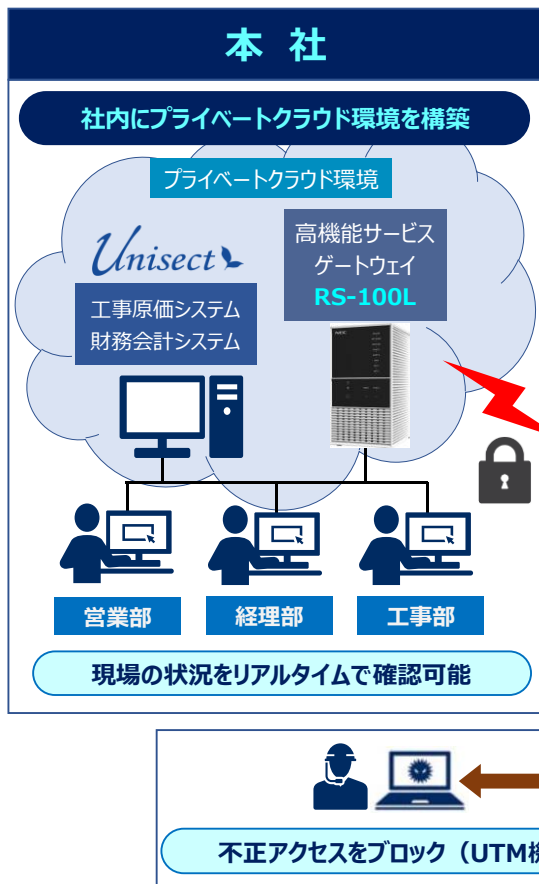 本 社
社内にプライベートクラウド環境を構築
プライベートクラウド環境
Unisect
工事原価システム
財務会計システム
高機能サービス
ゲートウェイ
RS-100L
NEC
営業部
経理部
工事部
現場の状況をリアルタイムで確認可能
不正アクセスをブロック（UTM機